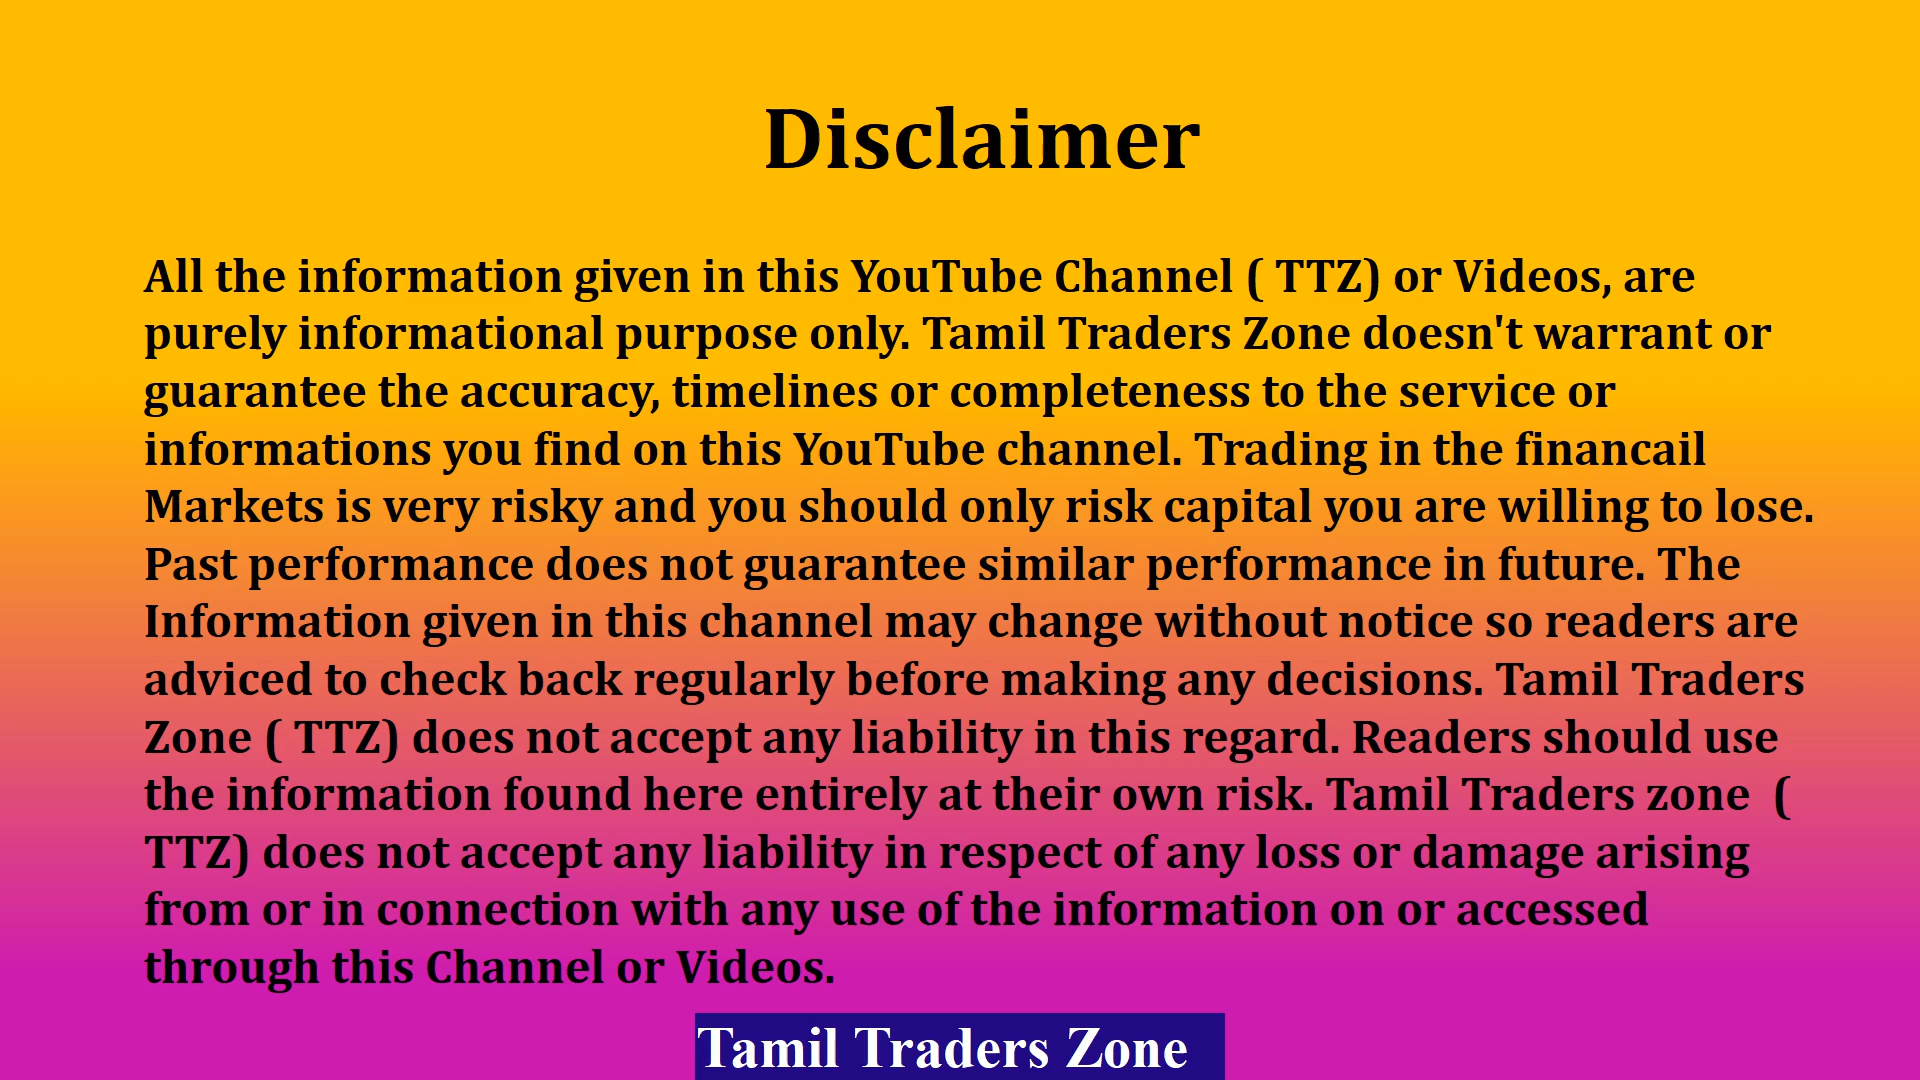 Disclaimer
All the information given in this YouTube Channel ( TTZ) or Videos, are
purely informational purpose only. Tamil Traders Zone doesn't warrant or
guarantee the accuracy, timelines or completeness to the service or
informations you find on this YouTube channel. Trading in the financail
Markets is very risky and you should only risk capital you are willing to lose.
Past performance does not guarantee similar performance in future. The
Information given in this channel may change without notice so readers are
adviced to check back regularly before making any decisions. Tamil Traders
Zone ( TTZ) does not accept any liability in this regard. Readers should use
the information found here entirely at their own risk. Tamil Traders zone  (
TTZ) does not accept any liability in respect of any loss or damage arising
from or in connection with any use of the information on or accessed
through this Channel or Videos.
Tamil Traders Zone